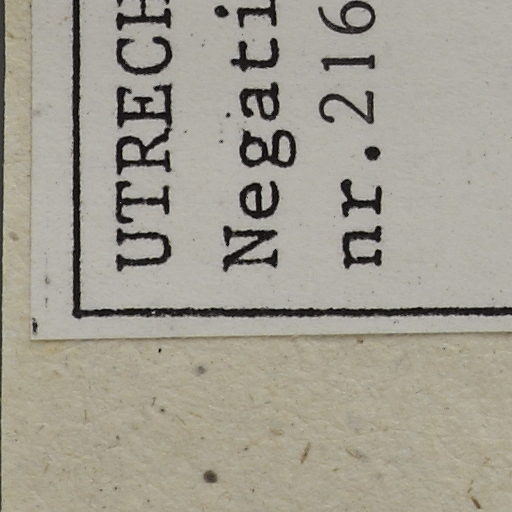 UTRECH
Negati
nr.216